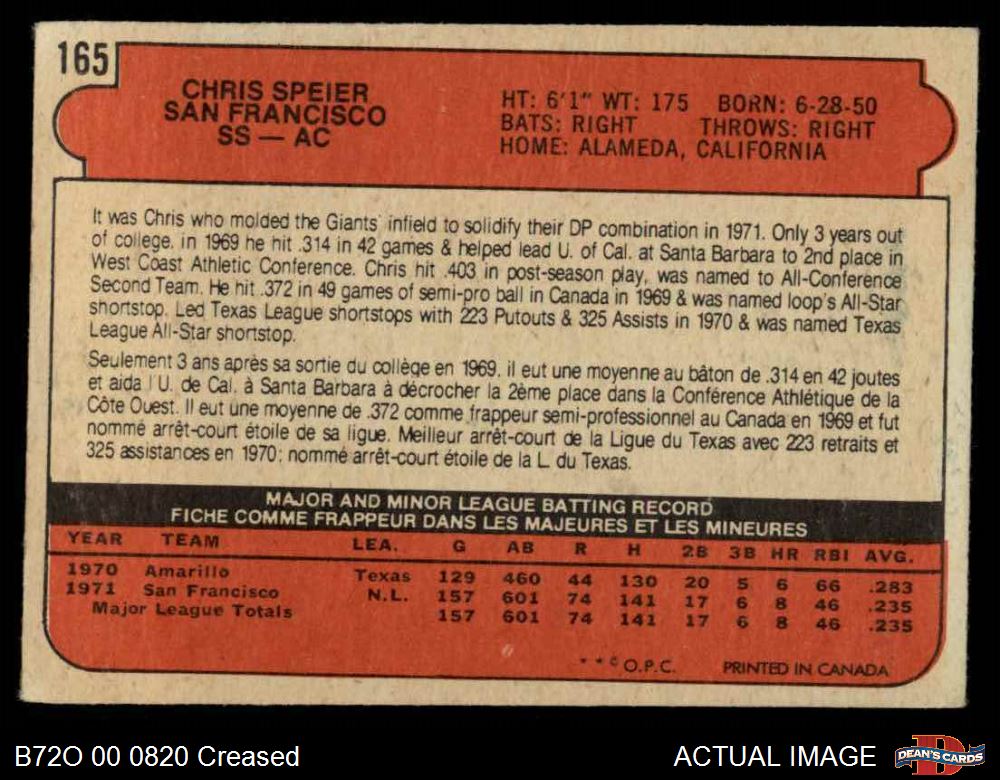 165
CHRIS SPEIER
SAN FRANCISCO
SS — AC
HT: 6'1" WT: 175 BORN: 6-28-50
BATS: RIGHT THROWS: RIGHT
HOME: ALAMEDA, CALIFORNIA
It was Chris who molded the Giants' infield to solidify their DP combination in 1971. Only 3 years out
of college, in 1969 he hit .314 in 42 games & helped lead U. of Cal. at Santa Barbara to 2nd place in
West Coast Athletic Conference. Chris hit .403 in post-season play, was named to All-Conference
Second Team. He hit .372 in 49 games of semi-pro ball in Canada in 1969 & was named loop's All-Star
shortstop. Led Texas League shortstops with 223 Putouts & 325 Assists in 1970 & was named Texas
League All-Star shortstop.
Seulement 3 ans après sa sortie du collège en 1969, il eut une moyenne au bâton de .314 en 42 joutes
et aida l'U. de Cal. à Santa Barbara à décrocher la 2ème place dans la Conférence Athlétique de la
Côte Ouest. Il eut une moyenne de .372 comme frappeur semi-professionnel au Canada en 1969 et fut
nommé arrêt-court étoile de sa ligue. Meilleur arrêt-court de la Ligue du Texas avec 223 retraits et
325 assistances en 1970; nommé arrêt-court étoile de la L. du Texas.
MAJOR AND MINOR LEAGUE BATTING RECORD
FICHE COMME FRAPPEUR DANS LES MAJEURES ET LES MINEURES
YEAR TEAM LEA. G AB R H 2B 3B HR RBI AVG.
1970 Amarillo Texas 129 460 44 130 20 5 6 66 .283
1971 San Francisco N.L. 157 601 74 141 17 6 8 46 .235
Major League Totals 157 601 74 141 17 6 8 46 .235
* * © O.P.C. PRINTED IN CANADA
B72O 00 0820 Creased
ACTUAL IMAGE
DEAN'S CARDS